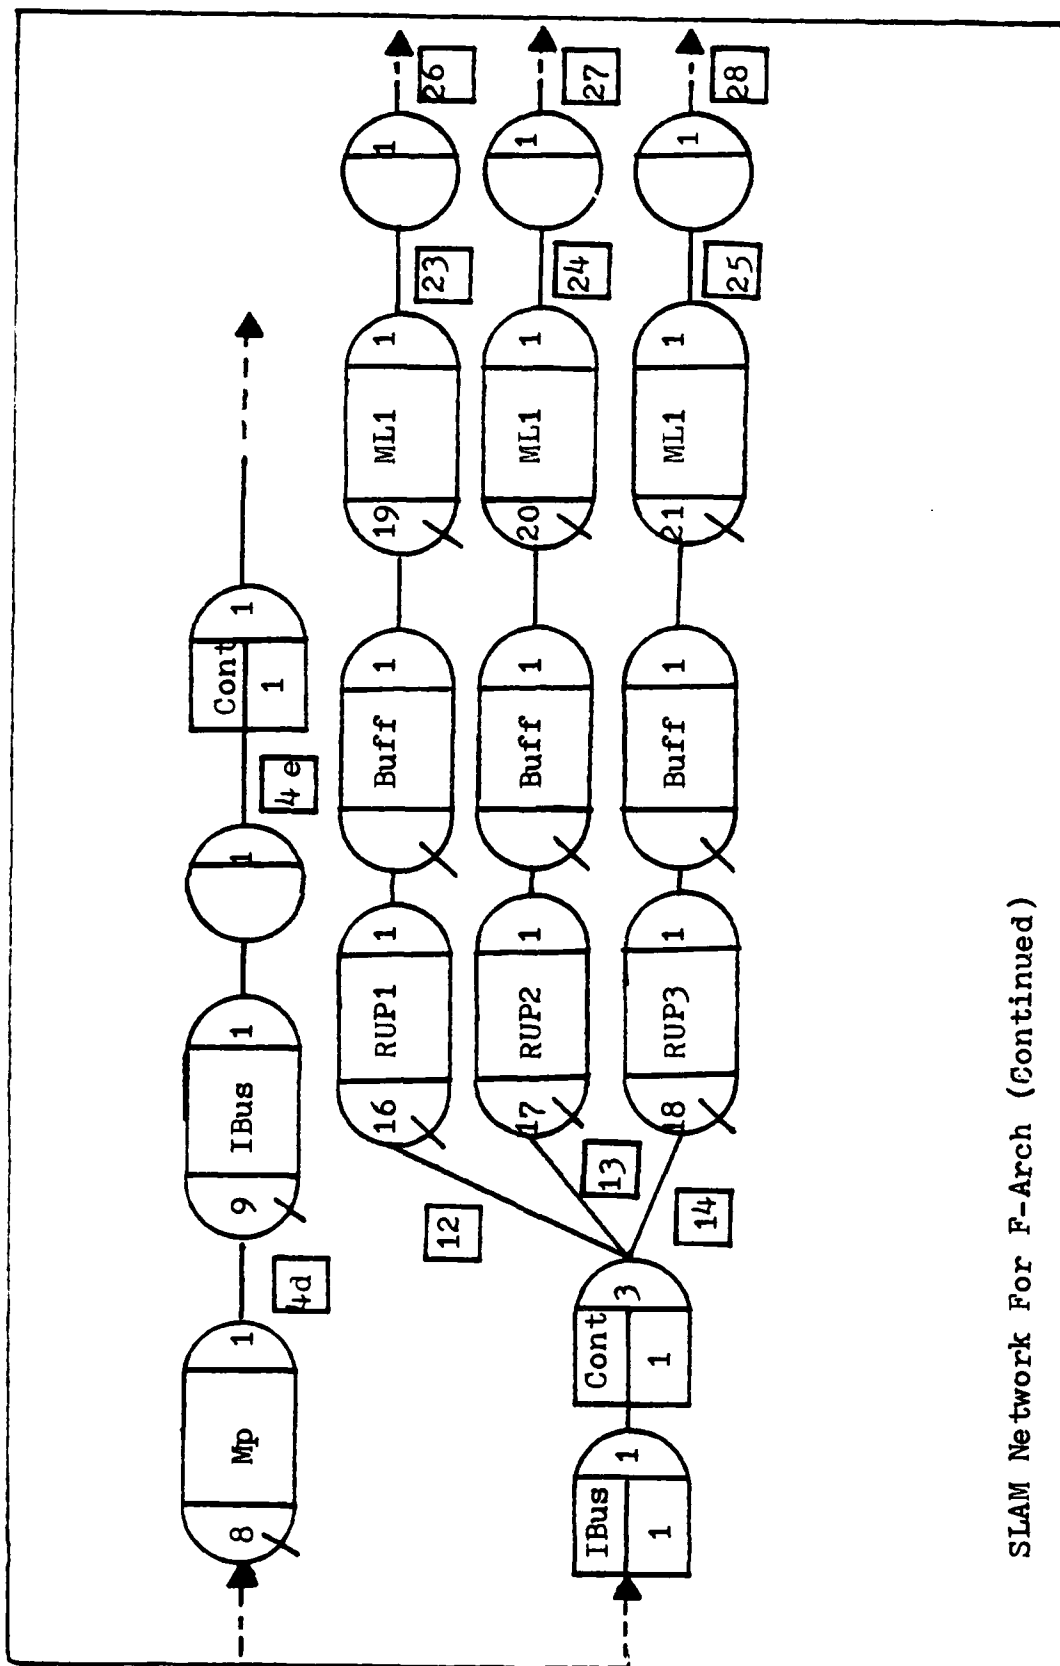 8 Mp 1
4d
9 IBus 1
1
4e
Cont 1
1
IBus 1
1
Cont 3
1
12
13
14
16 RUP1 1
Buff 1
19 ML1 1
23
1
26
17 RUP2 1
Buff 1
20 ML1 1
24
1
27
18 RUP3 1
Buff 1
21 ML1 1
25
1
28
SLAM Network For F-Arch (Continued)